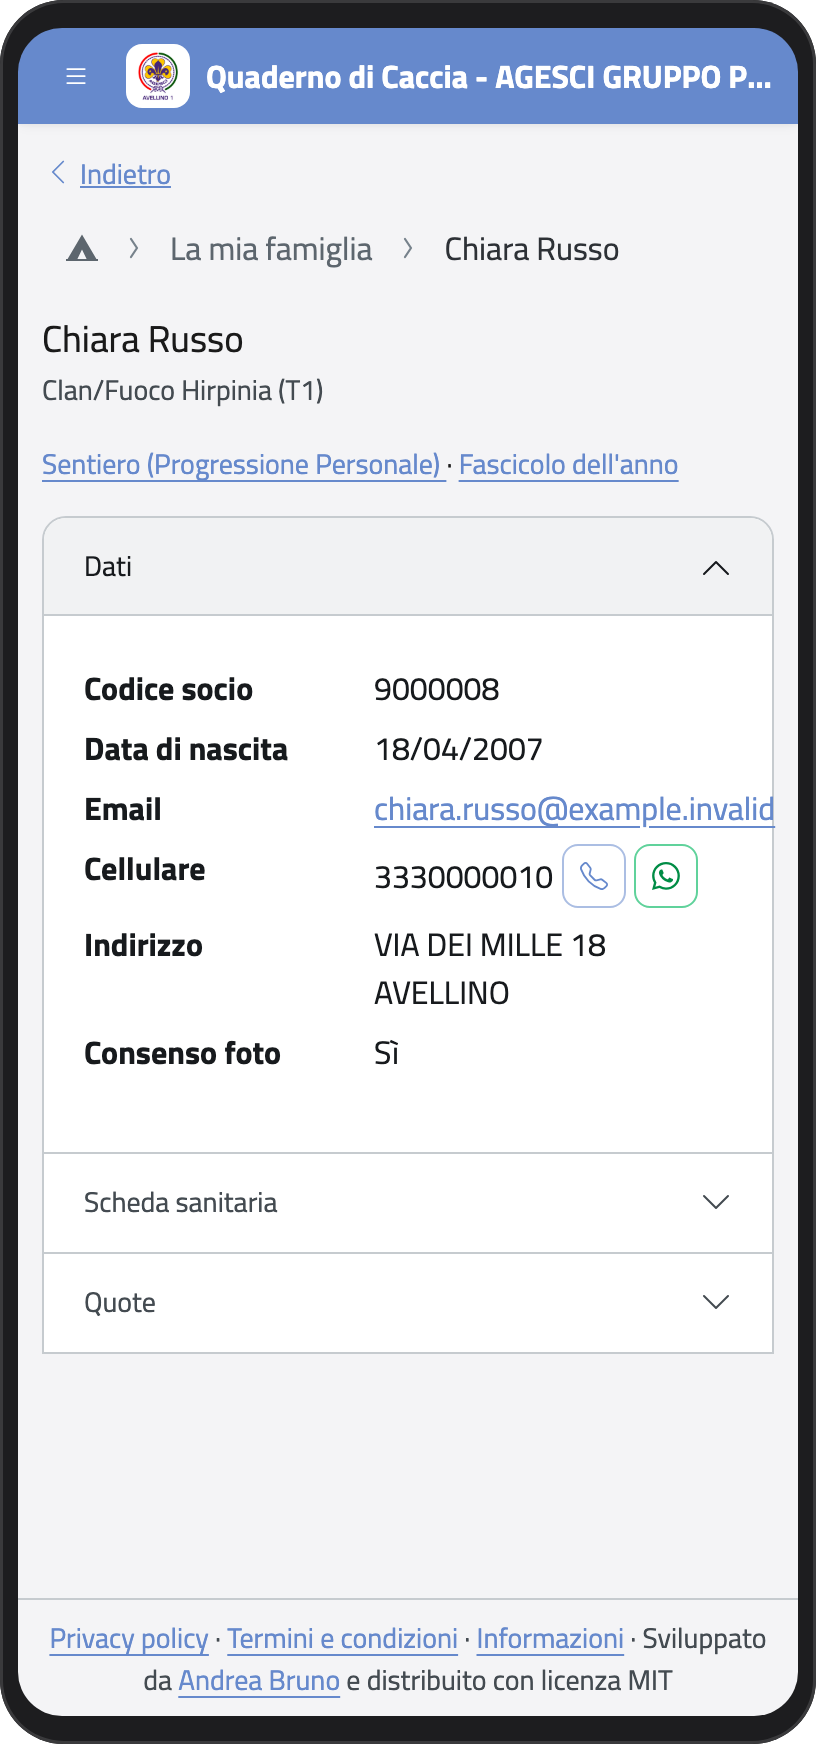 AVELLINO 1
Quaderno di Caccia - AGESCI GRUPPO P...
Indietro
La mia famiglia
Chiara Russo
Chiara Russo
Clan/Fuoco Hirpinia (T1)
Sentiero (Progressione Personale) · Fascicolo dell'anno
Dati
Codice socio 9000008
Data di nascita 18/04/2007
Email chiara.russo@example.invalid
Cellulare 3330000010
Indirizzo VIA DEI MILLE 18
AVELLINO
Consenso foto Sì
Scheda sanitaria
Quote
Privacy policy · Termini e condizioni · Informazioni · Sviluppato
da Andrea Bruno e distribuito con licenza MIT